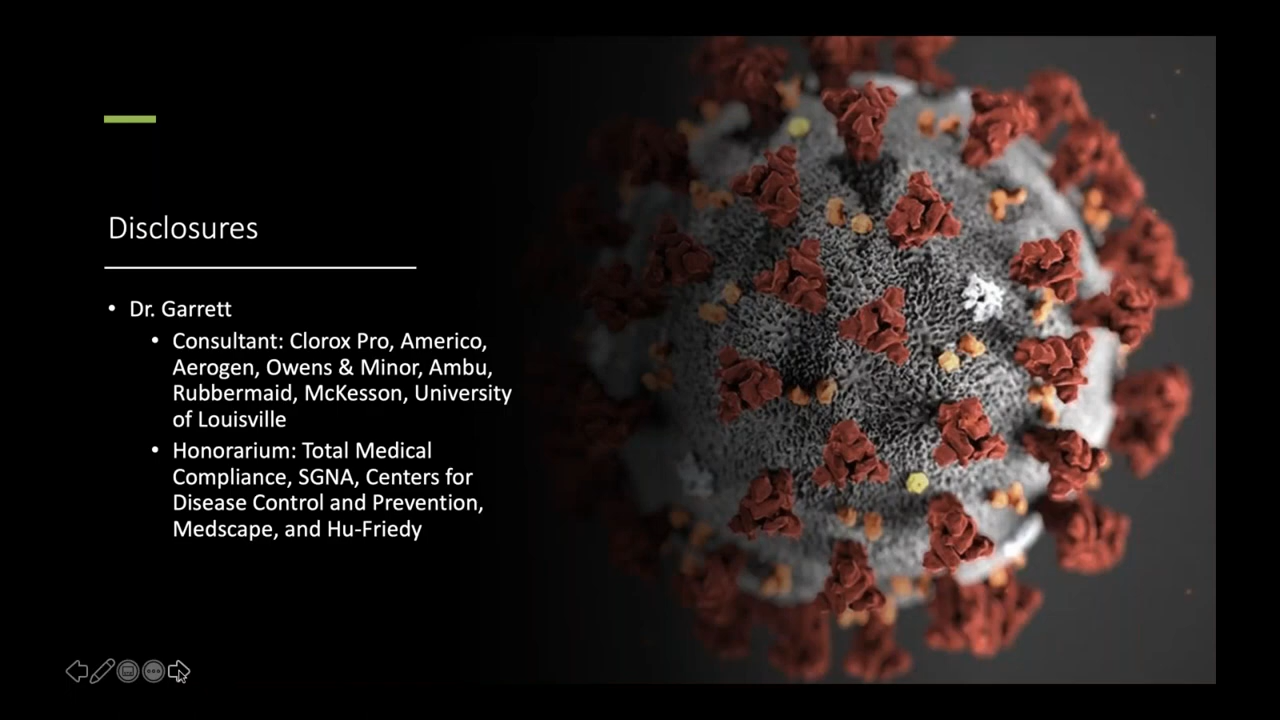 Disclosures
• Dr. Garrett
• Consultant: Clorox Pro, Americo,
Aerogen, Owens & Minor, Ambu,
Rubbermaid, McKesson, University
of Louisville
• Honorarium: Total Medical
Compliance, SGNA, Centers for
Disease Control and Prevention,
Medscape, and Hu-Friedy